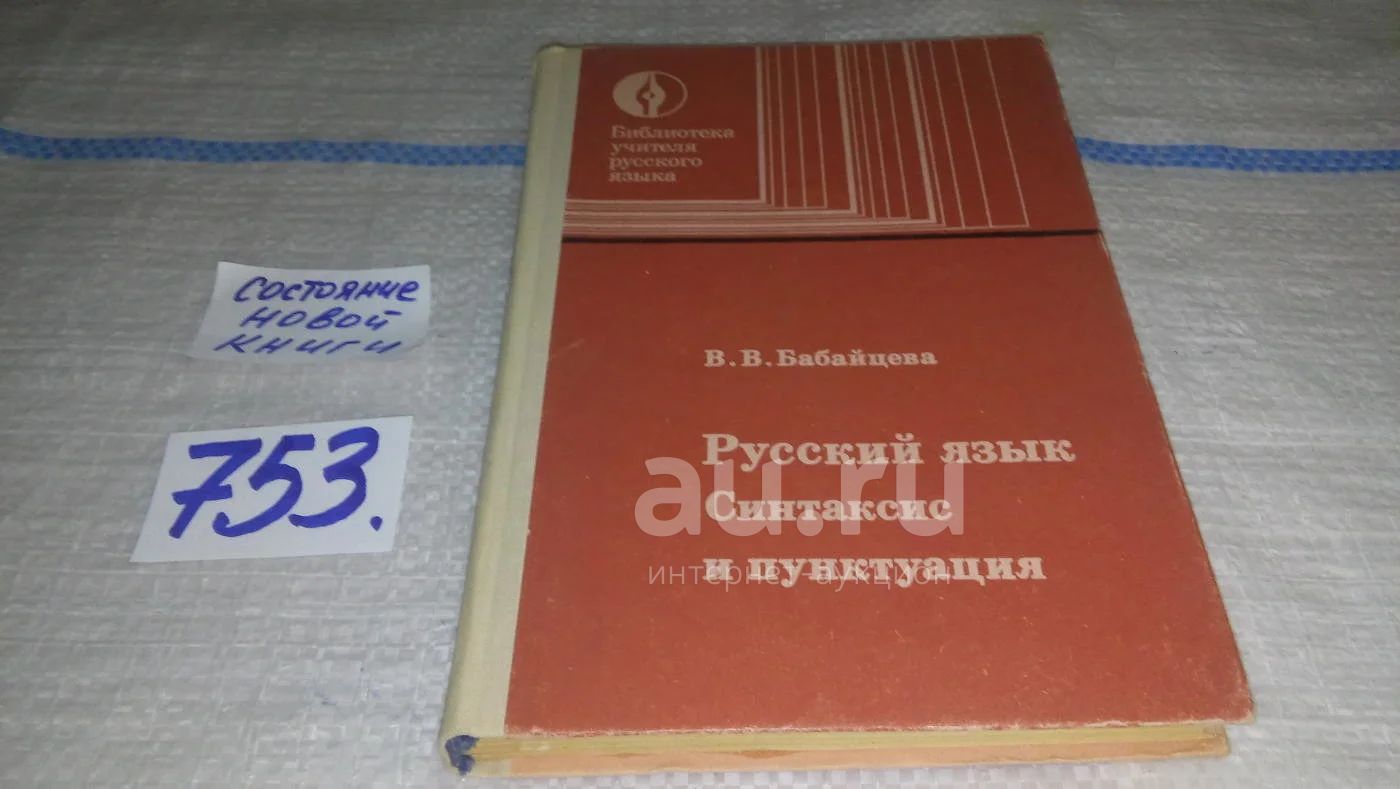 Библиотека
учителя
русского
языка
состояние
новой
книги
753.
В. В. Бабайцева
Русский язык
Синтаксис
и пунктуация
au.ru
интернет-аукцион